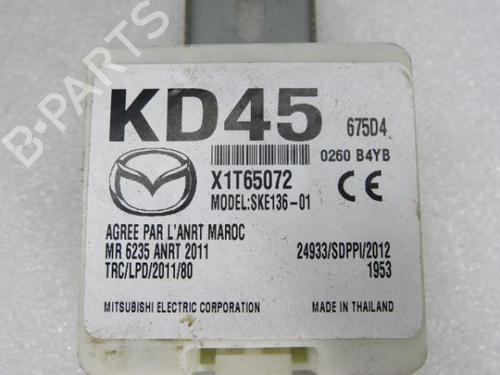 B-PARTS
KD45 675D4
0260 B4YB
X1T65072
MODEL:SKE136-01
CE
AGREE PAR L'ANRT MAROC
MR 6235 ANRT 2011 24933/SDPPI/2012
TRC/LPD/2011/80 1953
MITSUBISHI ELECTRIC CORPORATION MADE IN THAILAND